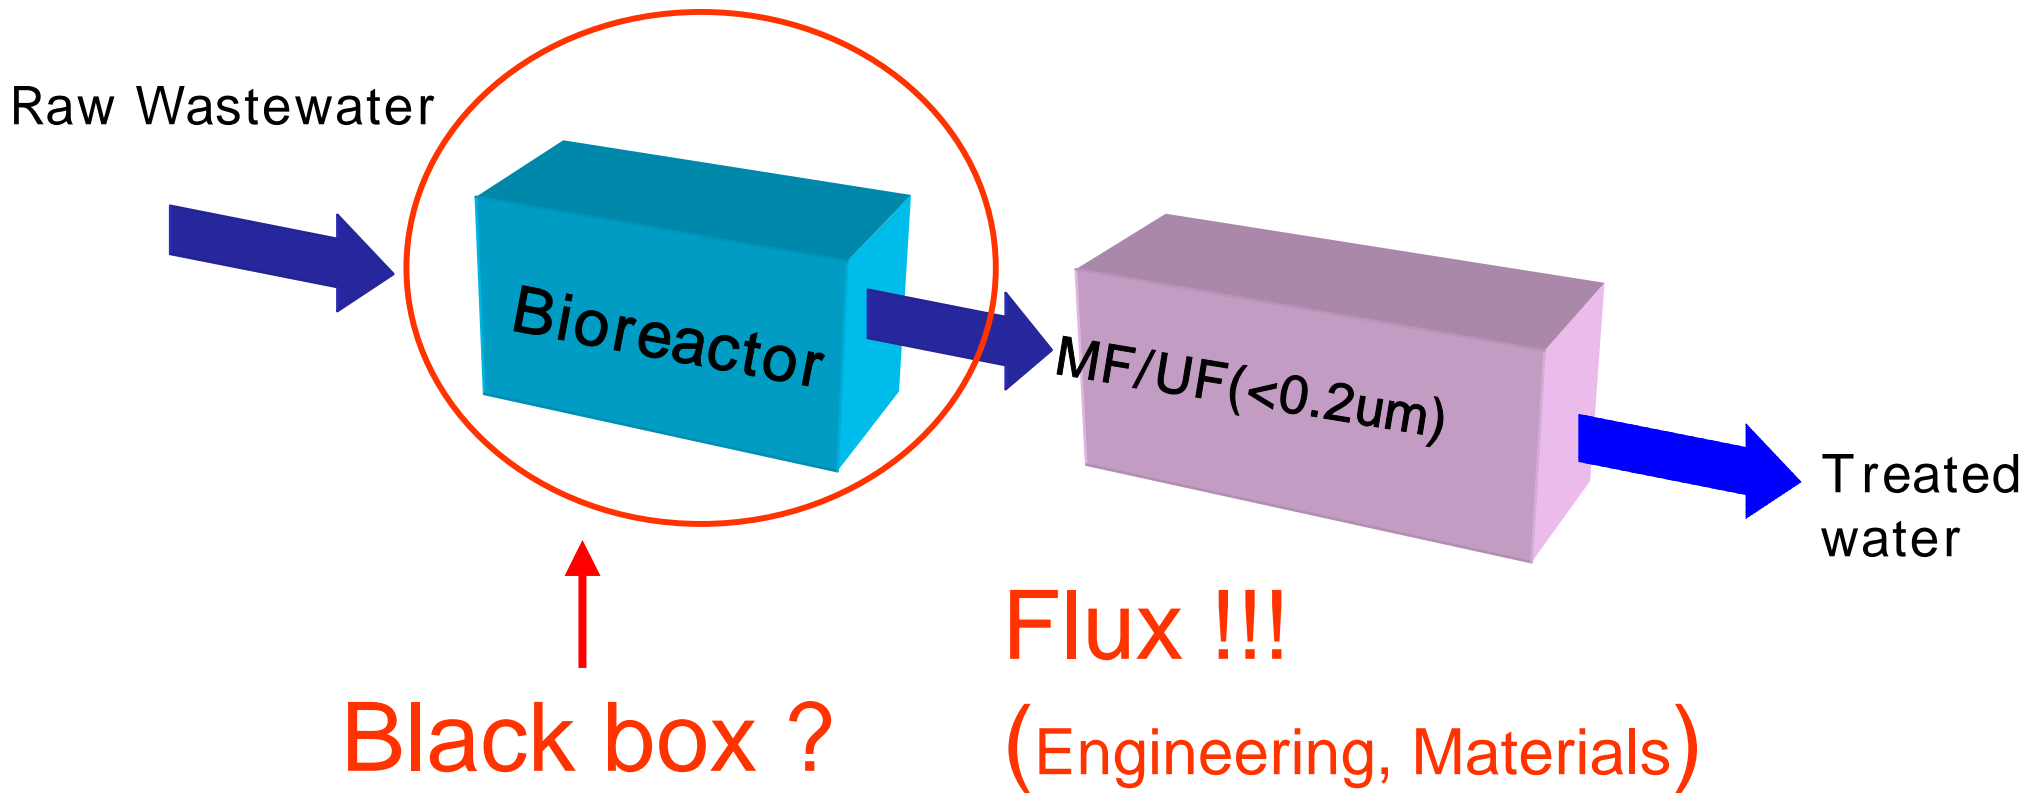 Raw Wastewater
Bioreactor
MF/UF(<0.2um)
Treated
water
Flux !!!
Black box ?
(Engineering, Materials)